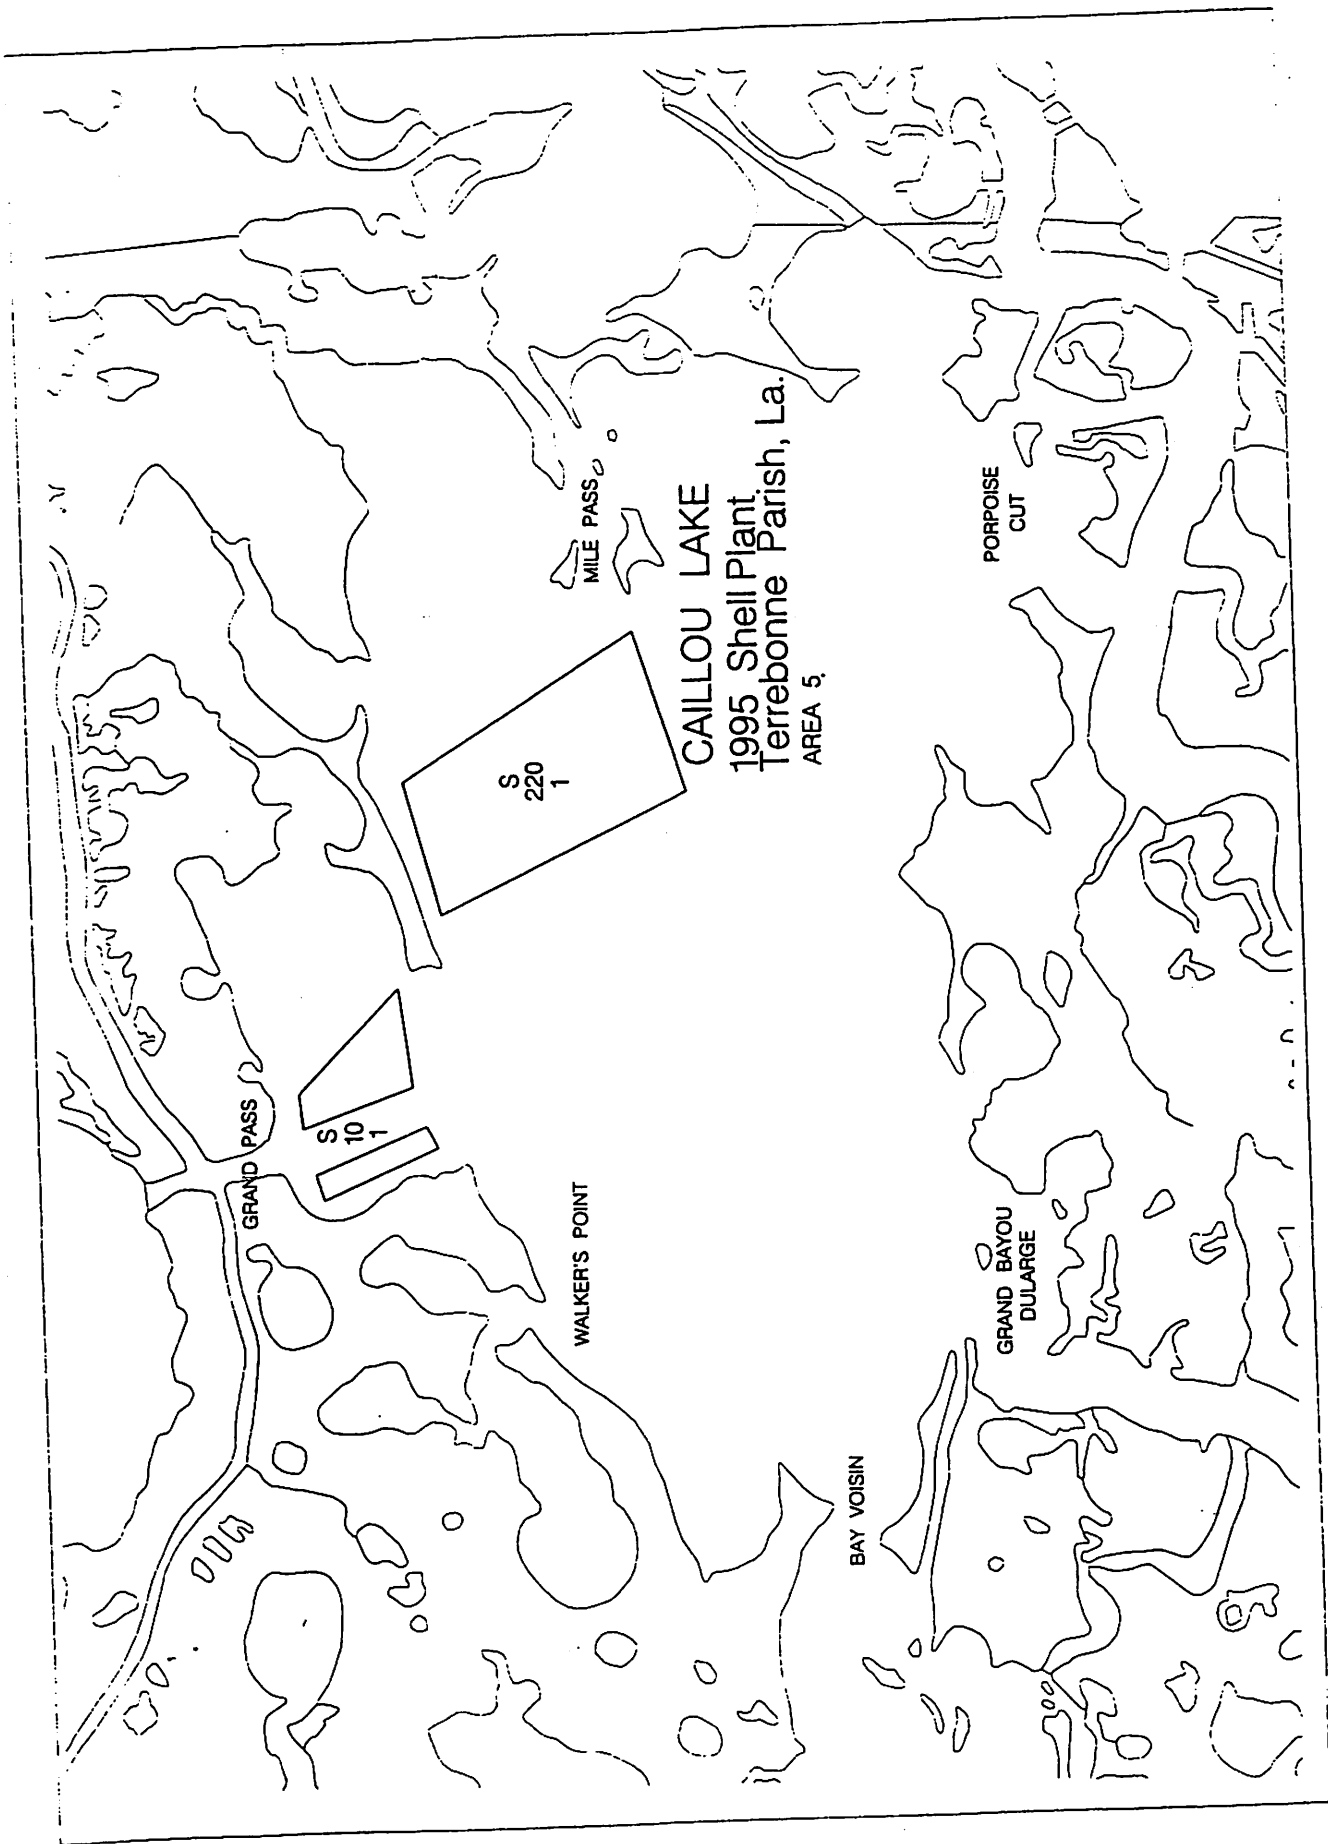 GRAND PASS
S
10
1
WALKER'S POINT
S
220
1
MILE PASS
CAILLOU LAKE
1995 Shell Plant
Terrebonne Parish, La.
AREA 5.
BAY VOISIN
GRAND BAYOU
DULARGE
PORPOISE
CUT